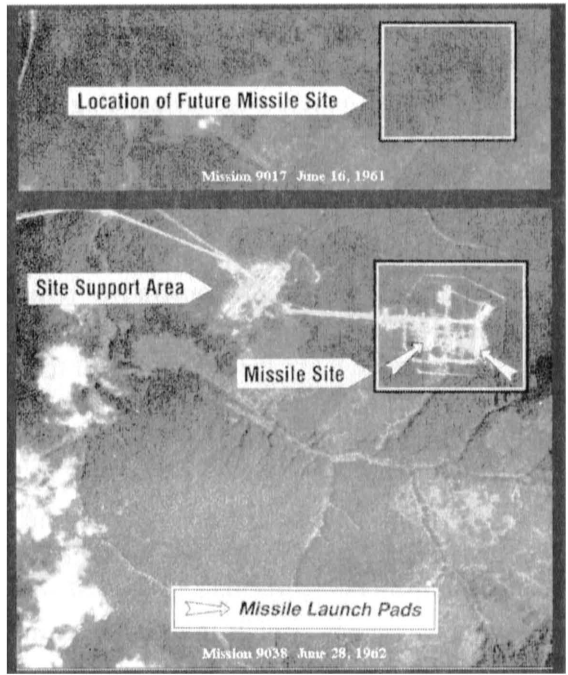 Location of Future Missile Site
Mission 9017 June 16, 1961
Site Support Area
Missile Site
Missile Launch Pads
Mission 9038 June 28, 1962